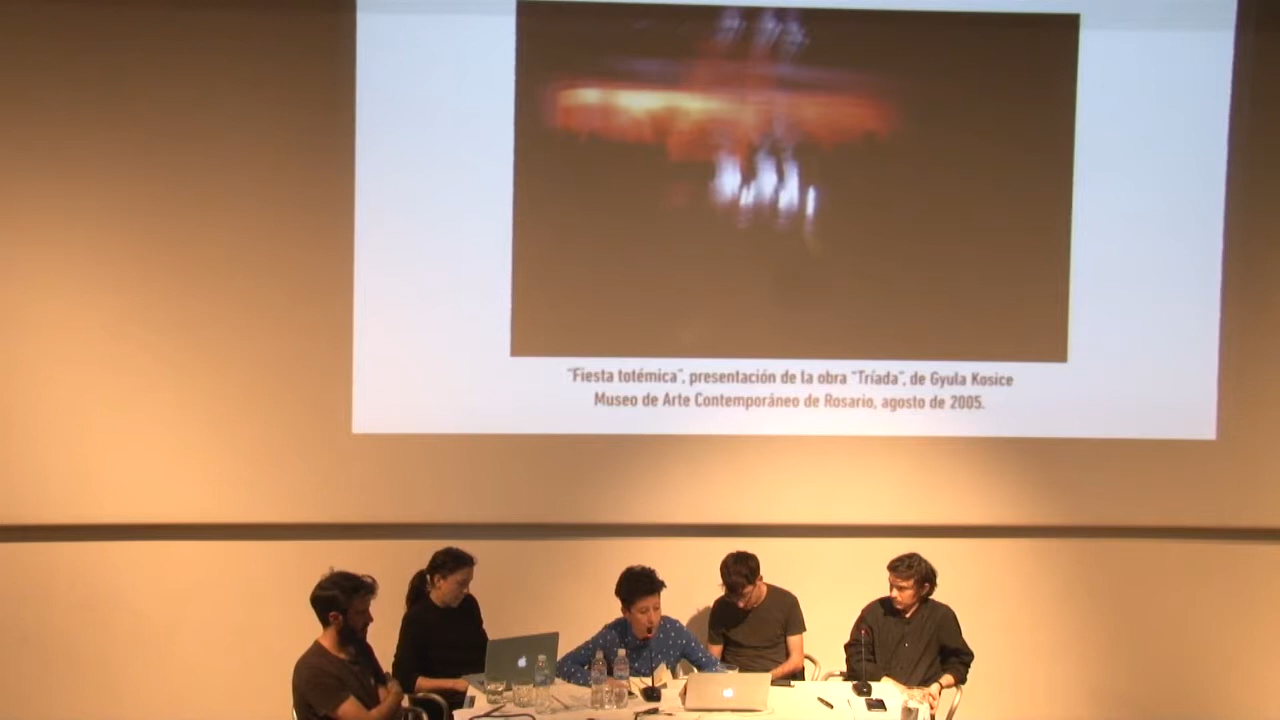 "Fiesta totémica", presentación de la obra "Tríada", de Gyula Kosice
Museo de Arte Contemporáneo de Rosario, agosto de 2005.